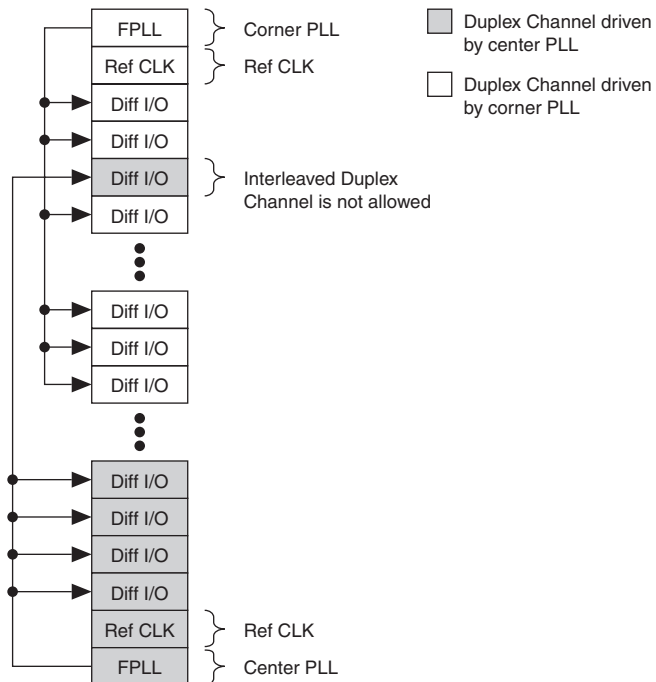 FPLL
Corner PLL
Duplex Channel driven
by center PLL
Ref CLK
Ref CLK
Duplex Channel driven
by corner PLL
Diff I/O
Diff I/O
Diff I/O
Interleaved Duplex
Channel is not allowed
Diff I/O
Diff I/O
Diff I/O
Diff I/O
Diff I/O
Diff I/O
Diff I/O
Diff I/O
Ref CLK
Ref CLK
FPLL
Center PLL